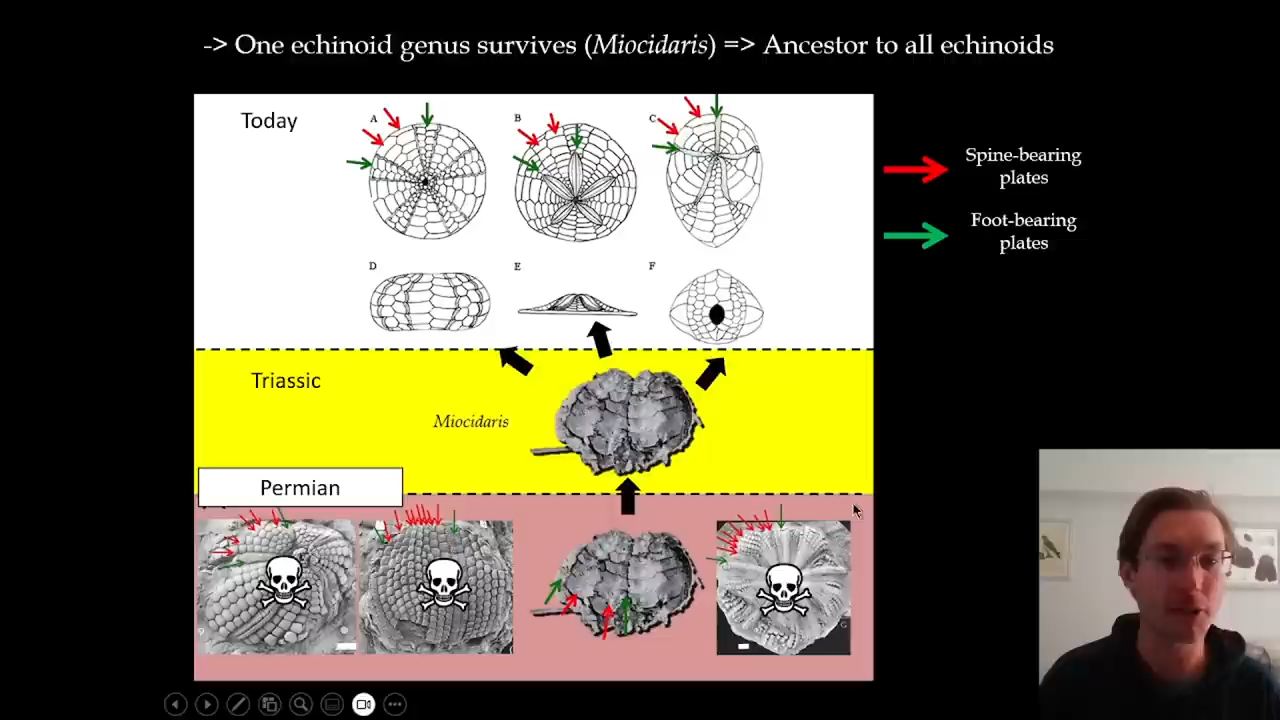 -> One echinoid genus survives (Miocidaris) => Ancestor to all echinoids
Today
A
B
C
Spine-bearing
plates
Foot-bearing
plates
D
E
F
Triassic
Miocidaris
Permian
G